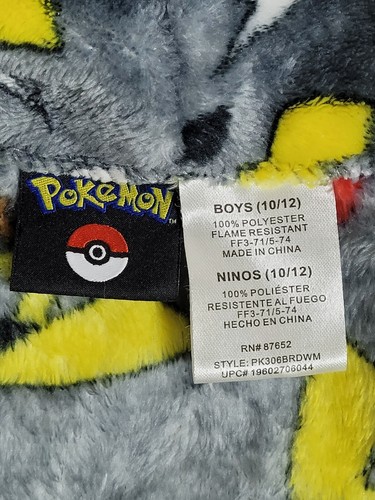 POKéMON
TM
BOYS (10/12)
100% POLYESTER
FLAME RESISTANT
FF3-71/5-74
MADE IN CHINA
NINOS (10/12)
100% POLIÉSTER
RESISTENTE AL FUEGO
FF3-71/5-74
HECHO EN CHINA
RN# 87652
STYLE: PK306BRDWM
UPC# 19602706044